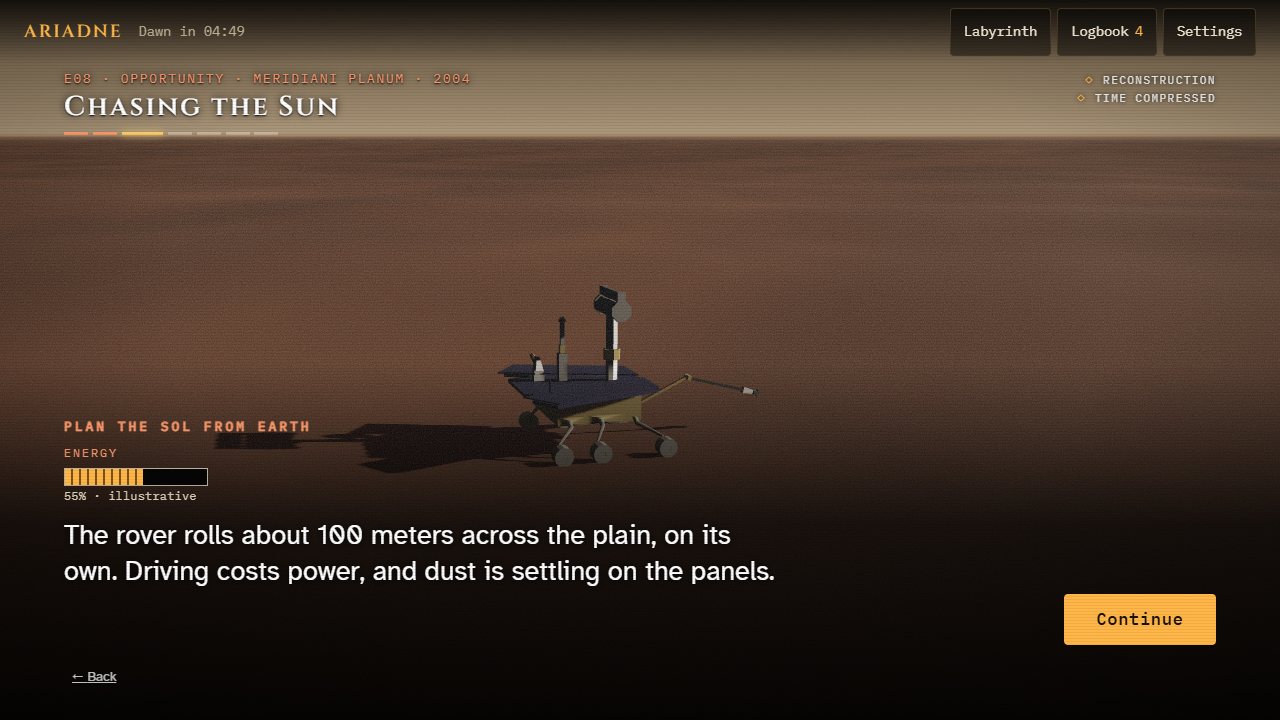 ARIADNE
Dawn in 04:49
Labyrinth
Logbook 4
Settings
E08 · OPPORTUNITY · MERIDIANI PLANUM · 2004
Chasing the Sun
◇ RECONSTRUCTION
◇ TIME COMPRESSED
PLAN THE SOL FROM EARTH
ENERGY
55% · illustrative
The rover rolls about 100 meters across the plain, on its
own. Driving costs power, and dust is settling on the panels.
Continue
← Back